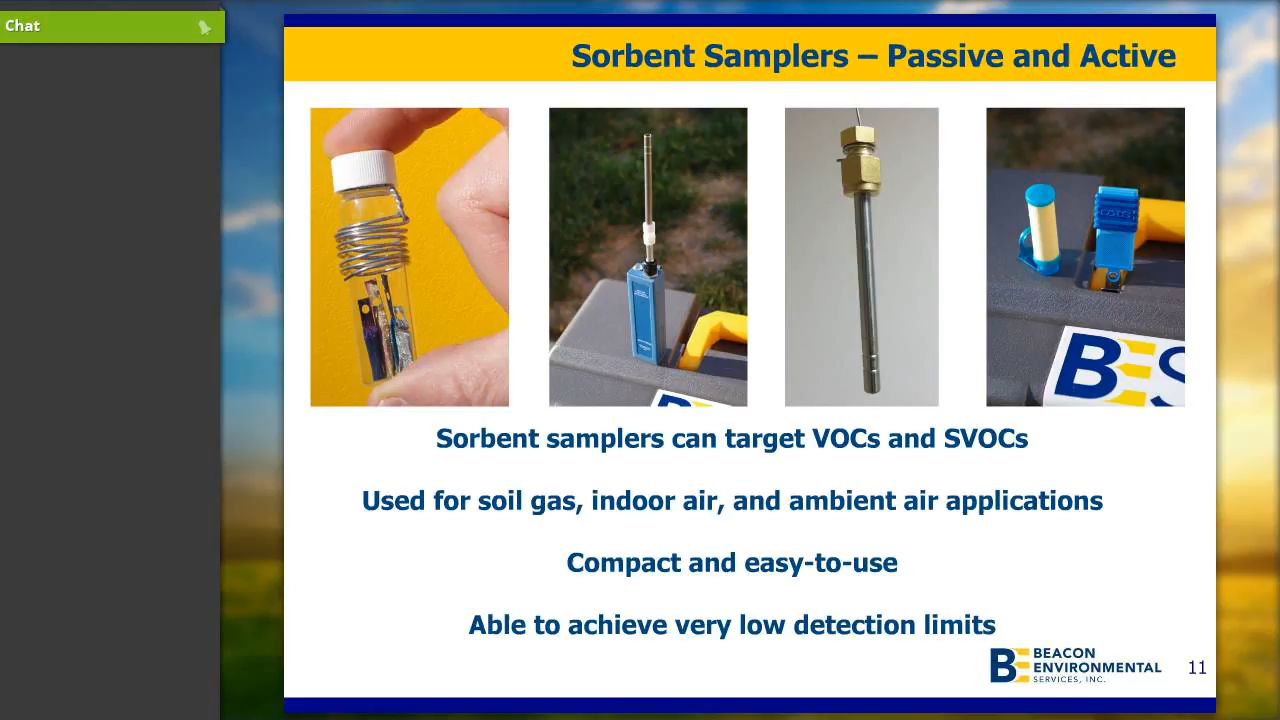 Chat
Sorbent Samplers – Passive and Active
BES
Sorbent samplers can target VOCs and SVOCs
Used for soil gas, indoor air, and ambient air applications
Compact and easy-to-use
Able to achieve very low detection limits
BE BEACON
ENVIRONMENTAL
SERVICES, INC.
11